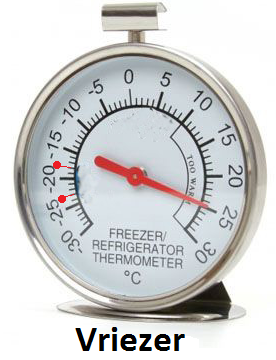 -30 -25 -20 -15 -10 -5 0 5 10 15 20 25 30
TOO WARM
FREEZER/
REFRIGERATOR
THERMOMETER
°C
Vriezer